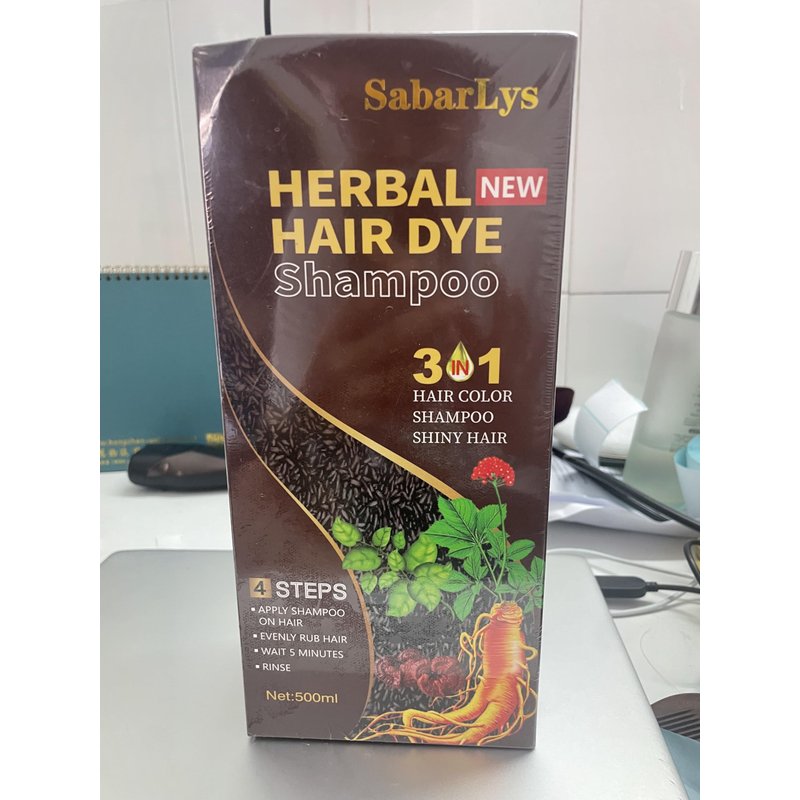 SabarLys
HERBAL NEW
HAIR DYE
Shampoo
3 IN 1
HAIR COLOR
SHAMPOO
SHINY HAIR
4 STEPS
▪ APPLY SHAMPOO
ON HAIR
▪ EVENLY RUB HAIR
▪ WAIT 5 MINUTES
▪ RINSE
Net:500ml